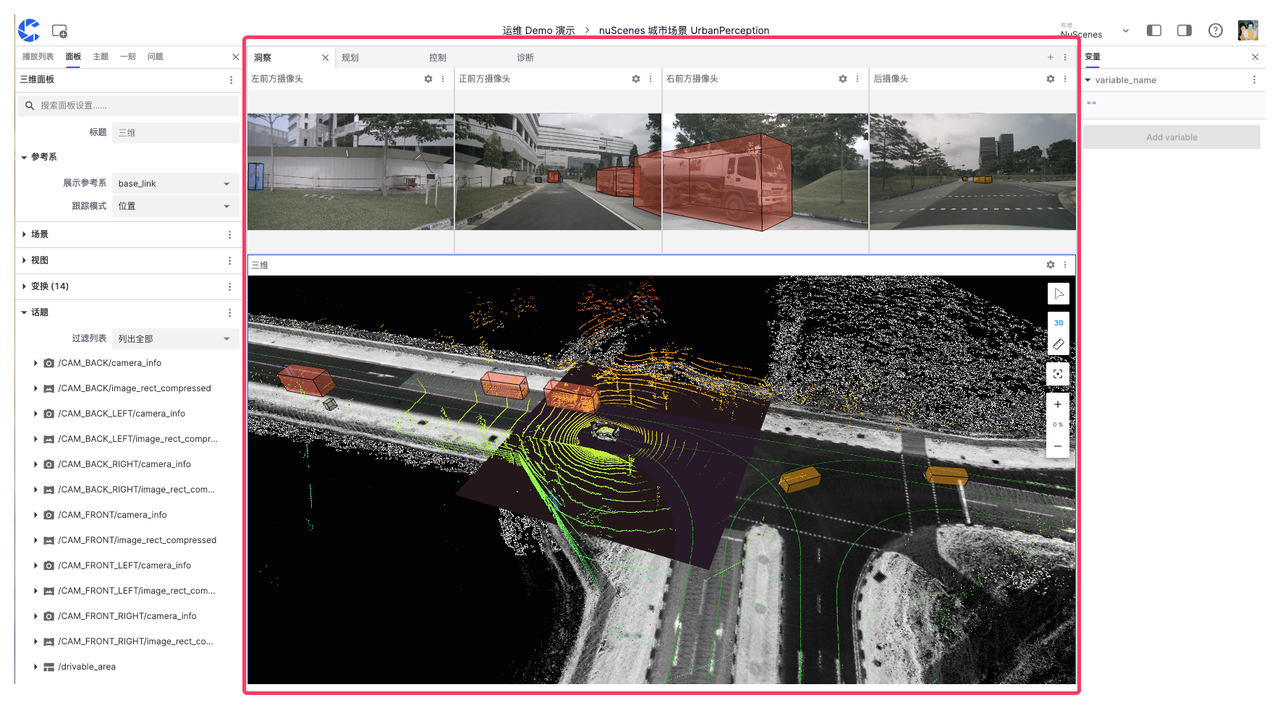 运维 Demo 演示 > nuScenes 城市场景 UrbanPerception
布局
NuScenes
播放列表 面板 主题 一刻 问题
三维面板
搜索面板设置......
标题 三维
参考系
展示参考系 base_link
跟踪模式 位置
场景
视图
变换 (14)
话题
过滤列表 列出全部
/CAM_BACK/camera_info
/CAM_BACK/image_rect_compressed
/CAM_BACK_LEFT/camera_info
/CAM_BACK_LEFT/image_rect_compr...
/CAM_BACK_RIGHT/camera_info
/CAM_BACK_RIGHT/image_rect_com...
/CAM_FRONT/camera_info
/CAM_FRONT/image_rect_compressed
/CAM_FRONT_LEFT/camera_info
/CAM_FRONT_LEFT/image_rect_com...
/CAM_FRONT_RIGHT/camera_info
/CAM_FRONT_RIGHT/image_rect_co...
/drivable_area
洞察 规划 控制 诊断
左前方摄像头 正前方摄像头 右前方摄像头 后摄像头
三维
3D
0 %
变量
variable_name
""
Add variable